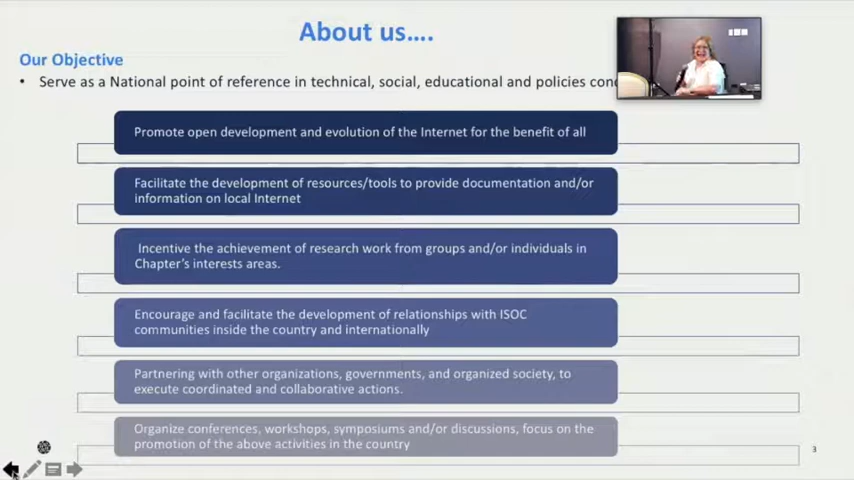 About us....
Our Objective
• Serve as a National point of reference in technical, social, educational and policies
Promote open development and evolution of the Internet for the benefit of all
Facilitate the development of resources/tools to provide documentation and/or
information on local Internet
Incentive the achievement of research work from groups and/or individuals in
Chapter's interests areas.
Encourage and facilitate the development of relationships with ISOC
communities inside the country and internationally
Partnering with other organizations, governments, and organized society, to
execute coordinated and collaborative actions.
Organize conferences, workshops, symposiums and/or discussions, focus on the
promotion of the above activities in the country
3